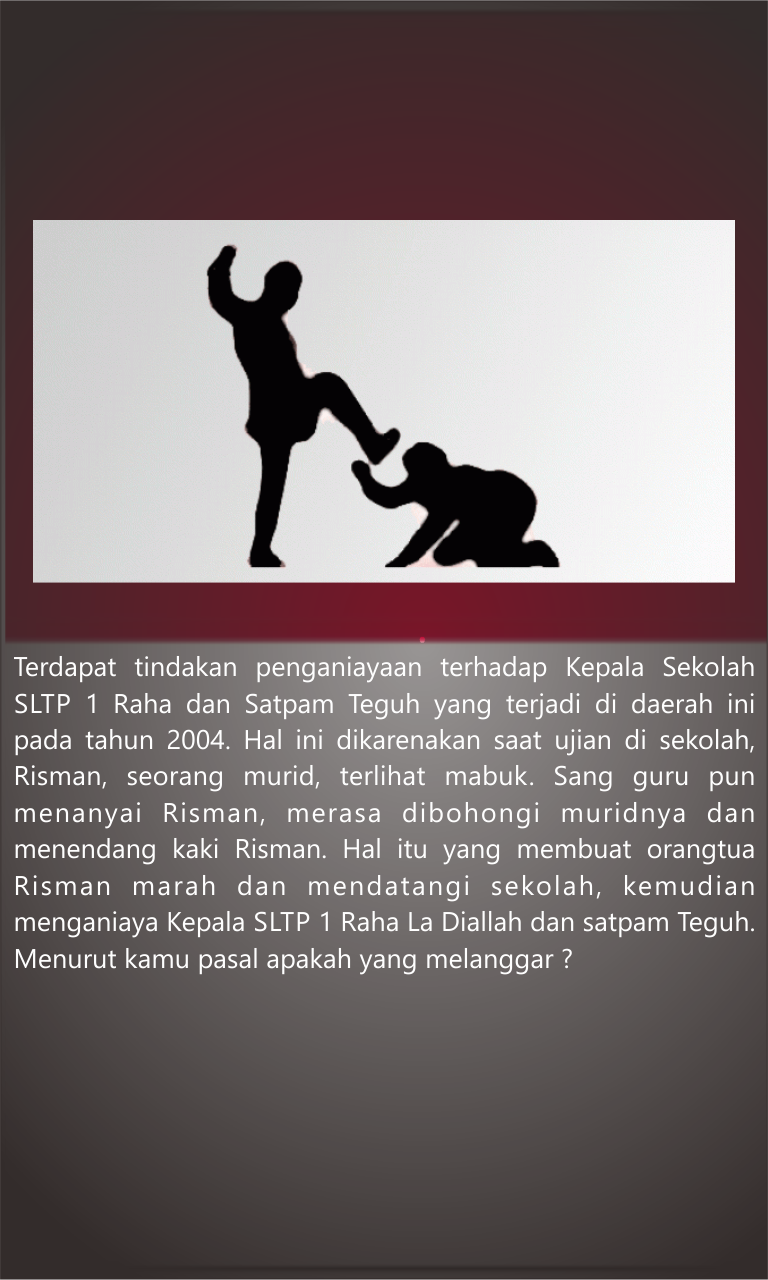 Terdapat tindakan penganiayaan terhadap Kepala Sekolah
SLTP 1 Raha dan Satpam Teguh yang terjadi di daerah ini
pada tahun 2004. Hal ini dikarenakan saat ujian di sekolah,
Risman, seorang murid, terlihat mabuk. Sang guru pun
menanyai Risman, merasa dibohongi muridnya dan
menendang kaki Risman. Hal itu yang membuat orangtua
Risman marah dan mendatangi sekolah, kemudian
menganiaya Kepala SLTP 1 Raha La Diallah dan satpam Teguh.
Menurut kamu pasal apakah yang melanggar ?